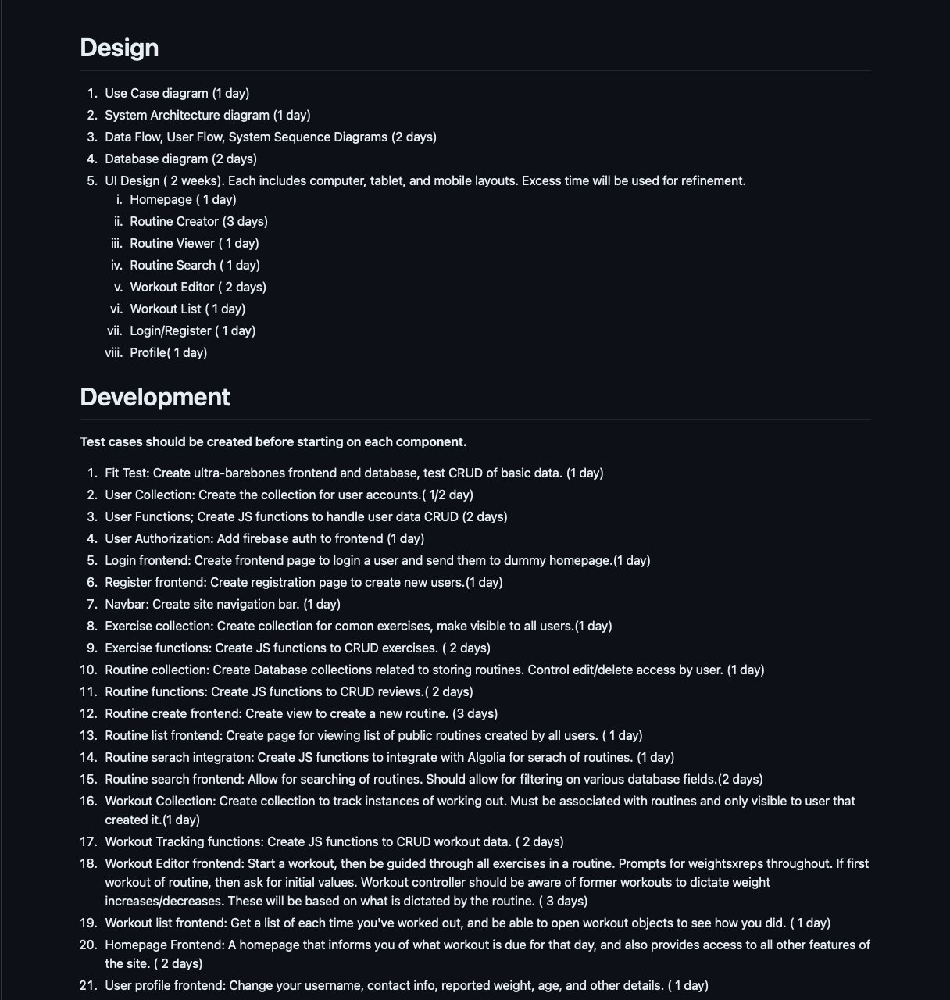 Design
1. Use Case diagram (1 day)
2. System Architecture diagram (1 day)
3. Data Flow, User Flow, System Sequence Diagrams (2 days)
4. Database diagram (2 days)
5. UI Design ( 2 weeks). Each includes computer, tablet, and mobile layouts. Excess time will be used for refinement.
i. Homepage ( 1 day)
ii. Routine Creator (3 days)
iii. Routine Viewer ( 1 day)
iv. Routine Search ( 1 day)
v. Workout Editor ( 2 days)
vi. Workout List ( 1 day)
vii. Login/Register ( 1 day)
viii. Profile( 1 day)
Development
Test cases should be created before starting on each component.
1. Fit Test: Create ultra-barebones frontend and database, test CRUD of basic data. (1 day)
2. User Collection: Create the collection for user accounts.( 1/2 day)
3. User Functions; Create JS functions to handle user data CRUD (2 days)
4. User Authorization: Add firebase auth to frontend (1 day)
5. Login frontend: Create frontend page to login a user and send them to dummy homepage.(1 day)
6. Register frontend: Create registration page to create new users.(1 day)
7. Navbar: Create site navigation bar. (1 day)
8. Exercise collection: Create collection for comon exercises, make visible to all users.(1 day)
9. Exercise functions: Create JS functions to CRUD exercises. ( 2 days)
10. Routine collection: Create Database collections related to storing routines. Control edit/delete access by user. (1 day)
11. Routine functions: Create JS functions to CRUD reviews.( 2 days)
12. Routine create frontend: Create view to create a new routine. (3 days)
13. Routine list frontend: Create page for viewing list of public routines created by all users. ( 1 day)
14. Routine serach integraton: Create JS functions to integrate with Algolia for serach of routines. (1 day)
15. Routine search frontend: Allow for searching of routines. Should allow for filtering on various database fields.(2 days)
16. Workout Collection: Create collection to track instances of working out. Must be associated with routines and only visible to user that
created it.(1 day)
17. Workout Tracking functions: Create JS functions to CRUD workout data. ( 2 days)
18. Workout Editor frontend: Start a workout, then be guided through all exercises in a routine. Prompts for weightsxreps throughout. If first
workout of routine, then ask for initial values. Workout controller should be aware of former workouts to dictate weight
increases/decreases. These will be based on what is dictated by the routine. ( 3 days)
19. Workout list frontend: Get a list of each time you've worked out, and be able to open workout objects to see how you did. ( 1 day)
20. Homepage Frontend: A homepage that informs you of what workout is due for that day, and also provides access to all other features of
the site. ( 2 days)
21. User profile frontend: Change your username, contact info, reported weight, age, and other details. ( 1 day)